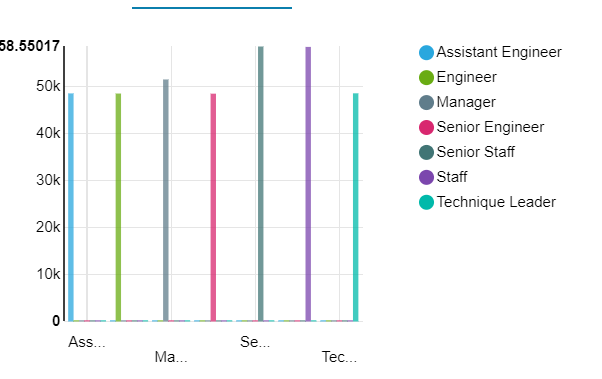 58.55017
50k
40k
30k
20k
10k
0
Ass...
Ma...
Se...
Tec...
Assistant Engineer
Engineer
Manager
Senior Engineer
Senior Staff
Staff
Technique Leader